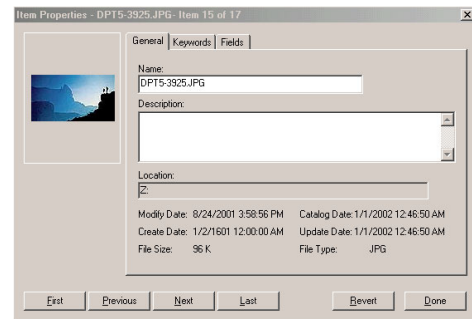 Item Properties - DPT5-3925.JPG- Item 15 of 17
General Keywords Fields
Name:
DPT5-3925.JPG
Description:
Location:
Z:
Modify Date: 8/24/2001 3:58:56 PM Catalog Date: 1/1/2002 12:46:50 AM
Create Date: 1/2/1601 12:00:00 AM Update Date: 1/1/2002 12:46:50 AM
File Size: 96 K File Type: JPG
First Previous Next Last Revert Done